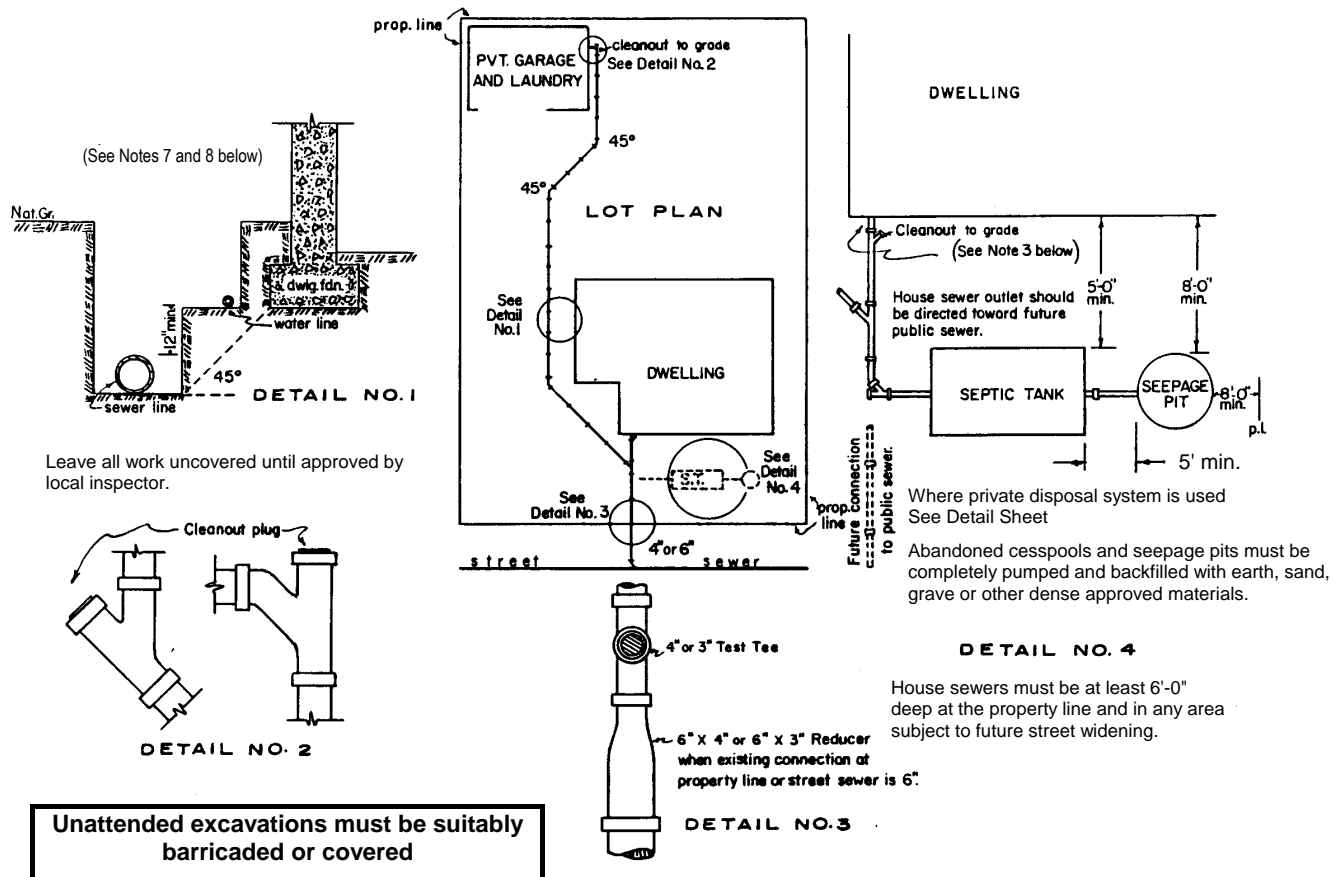 prop. line
PVT. GARAGE
AND LAUNDRY
cleanout to grade
See Detail No. 2
45°
45°
LOT PLAN
See
Detail
No. 1
DWELLING
S.T.
See
Detail
No. 4
See
Detail No. 3
prop.
line
4" or 6"
street sewer
(See Notes 7 and 8 below)
Nat. Gr.
dwlg. fdn.
water line
12" min.
45°
sewer line
DETAIL NO. 1
Leave all work uncovered until approved by
local inspector.
Cleanout plug
DETAIL NO. 2
Unattended excavations must be suitably
barricaded or covered
4" or 3" Test Tee
6" X 4" or 6" X 3" Reducer
when existing connection at
property line or street sewer is 6".
DETAIL NO. 3
DWELLING
Cleanout to grade
(See Note 3 below)
House sewer outlet should
be directed toward future
public sewer.
5'-0"
min.
8'-0"
min.
SEPTIC TANK
SEEPAGE
PIT
8'-0"
min.
p.l.
5' min.
Future connection
to public sewer.
Where private disposal system is used
See Detail Sheet
Abandoned cesspools and seepage pits must be
completely pumped and backfilled with earth, sand,
grave or other dense approved materials.
DETAIL NO. 4
House sewers must be at least 6'-0"
deep at the property line and in any area
subject to future street widening.